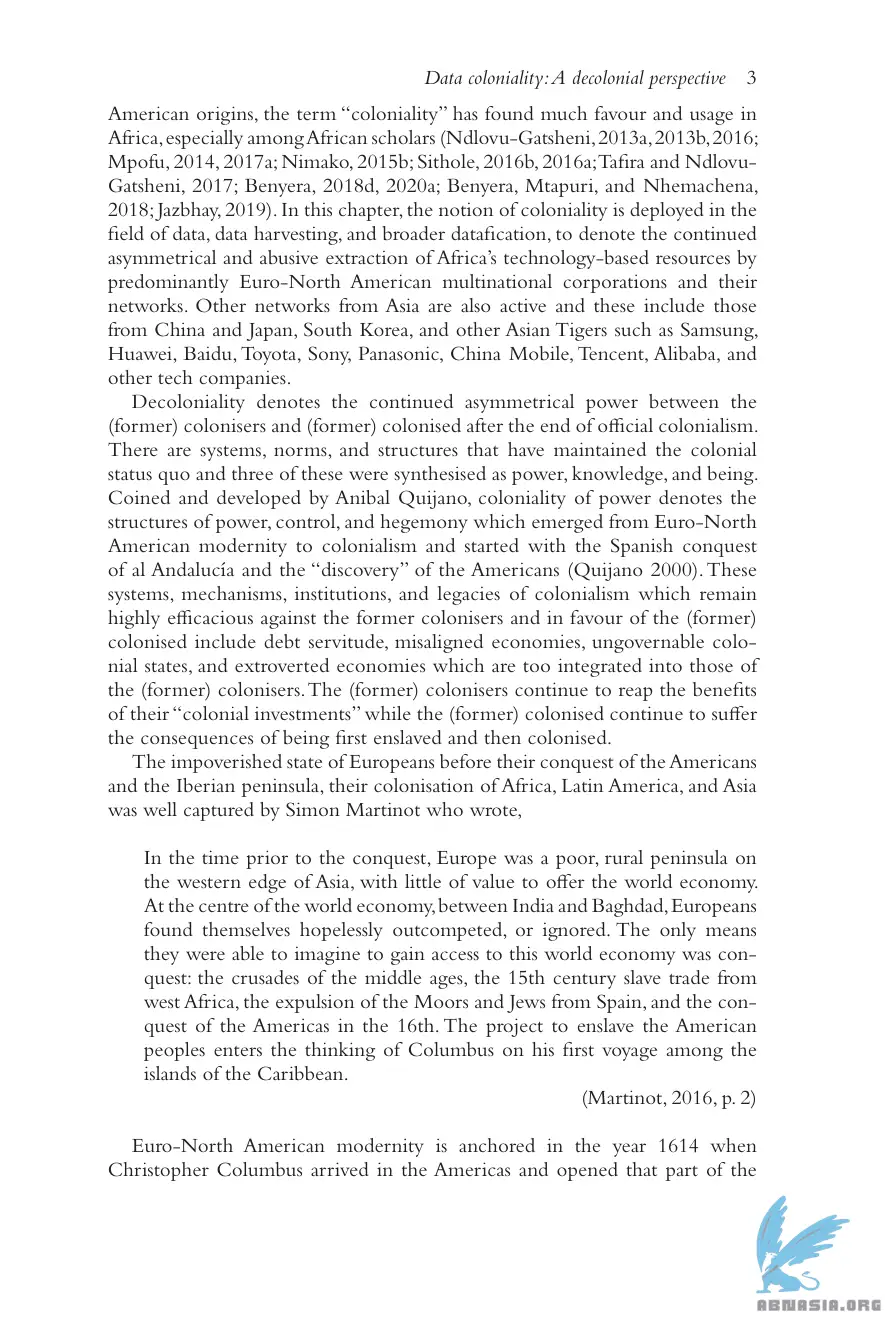 Data coloniality: A decolonial perspective 3
American origins, the term “coloniality” has found much favour and usage in
Africa, especially among African scholars (Ndlovu-Gatsheni, 2013a, 2013b, 2016;
Mpofu, 2014, 2017a; Nimako, 2015b; Sithole, 2016b, 2016a; Tafira and Ndlovu-
Gatsheni, 2017; Benyera, 2018d, 2020a; Benyera, Mtapuri, and Nhemachena,
2018; Jazbhay, 2019). In this chapter, the notion of coloniality is deployed in the
field of data, data harvesting, and broader datafication, to denote the continued
asymmetrical and abusive extraction of Africa’s technology-based resources by
predominantly Euro-North American multinational corporations and their
networks. Other networks from Asia are also active and these include those
from China and Japan, South Korea, and other Asian Tigers such as Samsung,
Huawei, Baidu, Toyota, Sony, Panasonic, China Mobile, Tencent, Alibaba, and
other tech companies.
Decoloniality denotes the continued asymmetrical power between the
(former) colonisers and (former) colonised after the end of official colonialism.
There are systems, norms, and structures that have maintained the colonial
status quo and three of these were synthesised as power, knowledge, and being.
Coined and developed by Anibal Quijano, coloniality of power denotes the
structures of power, control, and hegemony which emerged from Euro-North
American modernity to colonialism and started with the Spanish conquest
of al Andalucía and the “discovery” of the Americans (Quijano 2000). These
systems, mechanisms, institutions, and legacies of colonialism which remain
highly efficacious against the former colonisers and in favour of the (former)
colonised include debt servitude, misaligned economies, ungovernable colo-
nial states, and extroverted economies which are too integrated into those of
the (former) colonisers. The (former) colonisers continue to reap the benefits
of their “colonial investments” while the (former) colonised continue to suffer
the consequences of being first enslaved and then colonised.
The impoverished state of Europeans before their conquest of the Americans
and the Iberian peninsula, their colonisation of Africa, Latin America, and Asia
was well captured by Simon Martinot who wrote,
In the time prior to the conquest, Europe was a poor, rural peninsula on
the western edge of Asia, with little of value to offer the world economy.
At the centre of the world economy, between India and Baghdad, Europeans
found themselves hopelessly outcompeted, or ignored. The only means
they were able to imagine to gain access to this world economy was con-
quest: the crusades of the middle ages, the 15th century slave trade from
west Africa, the expulsion of the Moors and Jews from Spain, and the con-
quest of the Americas in the 16th. The project to enslave the American
peoples enters the thinking of Columbus on his first voyage among the
islands of the Caribbean.
(Martinot, 2016, p. 2)
Euro-North American modernity is anchored in the year 1614 when
Christopher Columbus arrived in the Americas and opened that part of the
ABNASIA.ORG